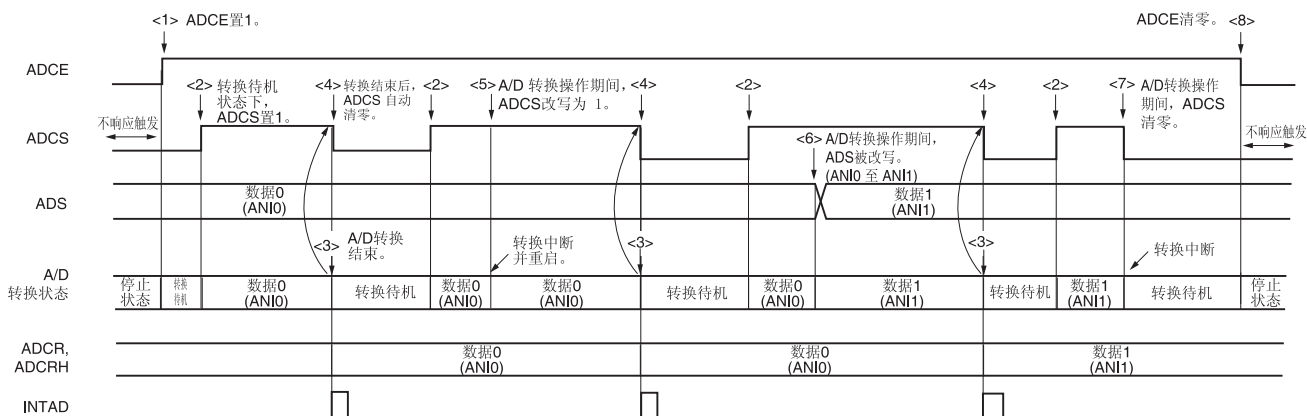 <1> ADCE置1。
ADCE清零。 <8>
ADCE
<2> 转换待机
状态下，
ADCS置1。
<4> 转换结束后，
ADCS 自动
清零。
<2>
<5> A/D 转换操作期间，
ADCS改写为 1。
<4>
<2>
<4>
<2>
<7> A/D转换操作
期间，ADCS
清零。
不响应触发
ADCS
不响应触发
<6> A/D转换操作期间，
ADS被改写。
(ANI0 至 ANI1)
ADS
数据0
(ANI0)
数据1
(ANI1)
<3> A/D转换
结束。
转换中断
并重启。
<3>
<3>
转换中断
A/D
转换状态
停止
状态
转换
待机
数据0
(ANI0)
转换待机
数据0
(ANI0)
数据0
(ANI0)
转换待机
数据0
(ANI0)
数据1
(ANI1)
转换待机
数据1
(ANI1)
转换待机
停止
状态
ADCR,
ADCRH
数据0
(ANI0)
数据0
(ANI0)
数据1
(ANI1)
INTAD